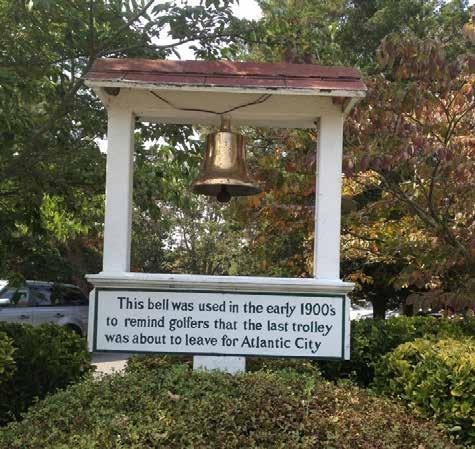 This bell was used in the early 1900's
to remind golfers that the last trolley
was about to leave for Atlantic City